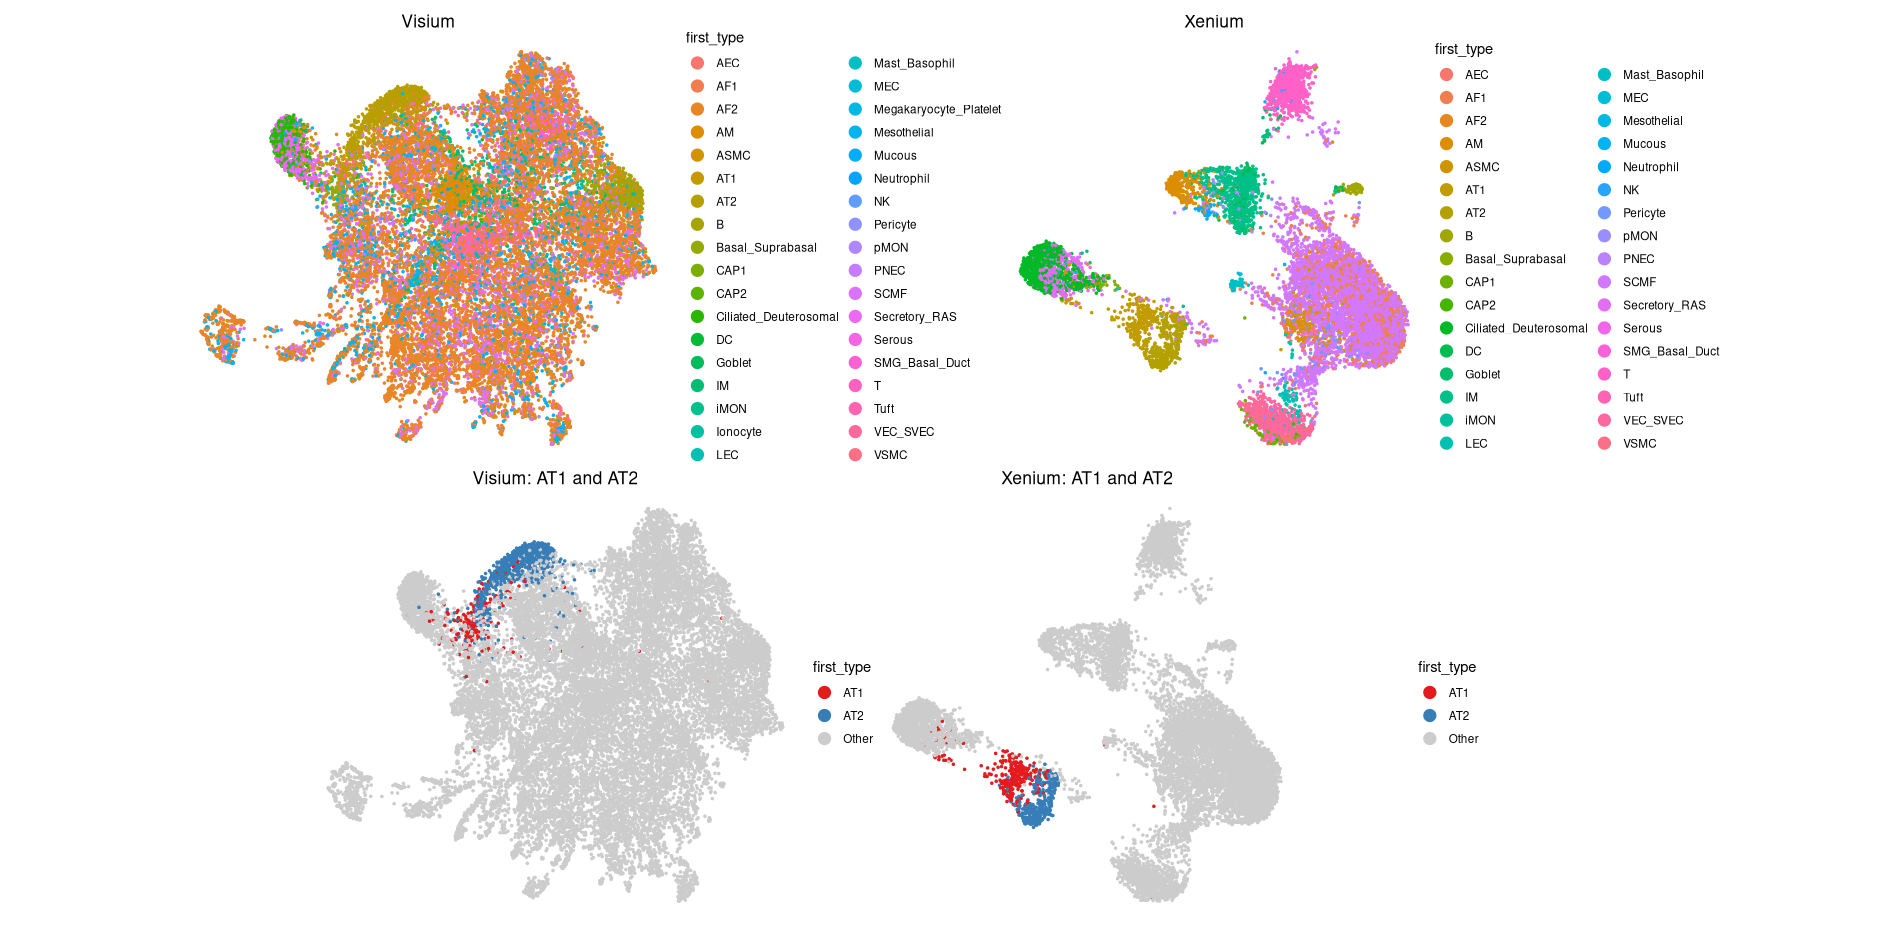 Visium
first_type
AEC
AF1
AF2
AM
ASMC
AT1
AT2
B
Basal_Suprabasal
CAP1
CAP2
Ciliated_Deuterosomal
DC
Goblet
IM
iMON
Ionocyte
LEC
Mast_Basophil
MEC
Megakaryocyte_Platelet
Mesothelial
Mucous
Neutrophil
NK
Pericyte
pMON
PNEC
SCMF
Secretory_RAS
Serous
SMG_Basal_Duct
T
Tuft
VEC_SVEC
VSMC
Xenium
first_type
AEC
AF1
AF2
AM
ASMC
AT1
AT2
B
Basal_Suprabasal
CAP1
CAP2
Ciliated_Deuterosomal
DC
Goblet
IM
iMON
LEC
Mast_Basophil
MEC
Mesothelial
Mucous
Neutrophil
NK
Pericyte
pMON
PNEC
SCMF
Secretory_RAS
Serous
SMG_Basal_Duct
T
Tuft
VEC_SVEC
VSMC
Visium: AT1 and AT2
first_type
AT1
AT2
Other
Xenium: AT1 and AT2
first_type
AT1
AT2
Other